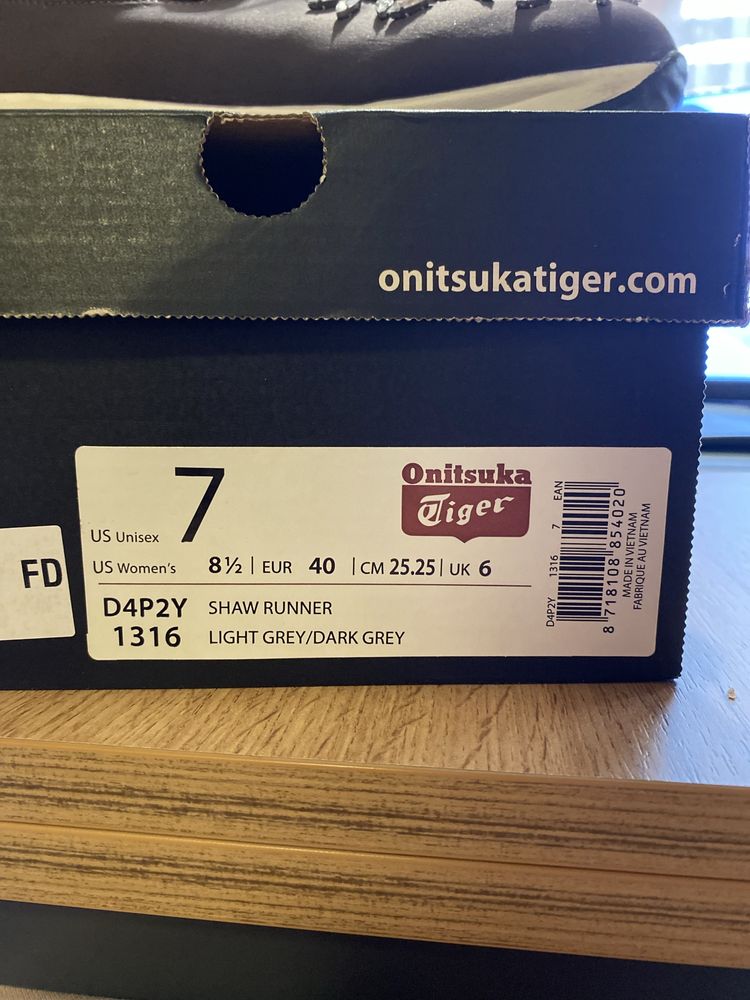 onitsukatiger.com
FD
US Unisex 7
US Women's 8½ | EUR 40 | CM 25.25 | UK 6
D4P2Y SHAW RUNNER
1316 LIGHT GREY/DARK GREY
Onitsuka
Tiger
D4P2Y 1316 7 EAN
8 718108 854020
MADE IN VIETNAM
FABRIQUE AU VIETNAM